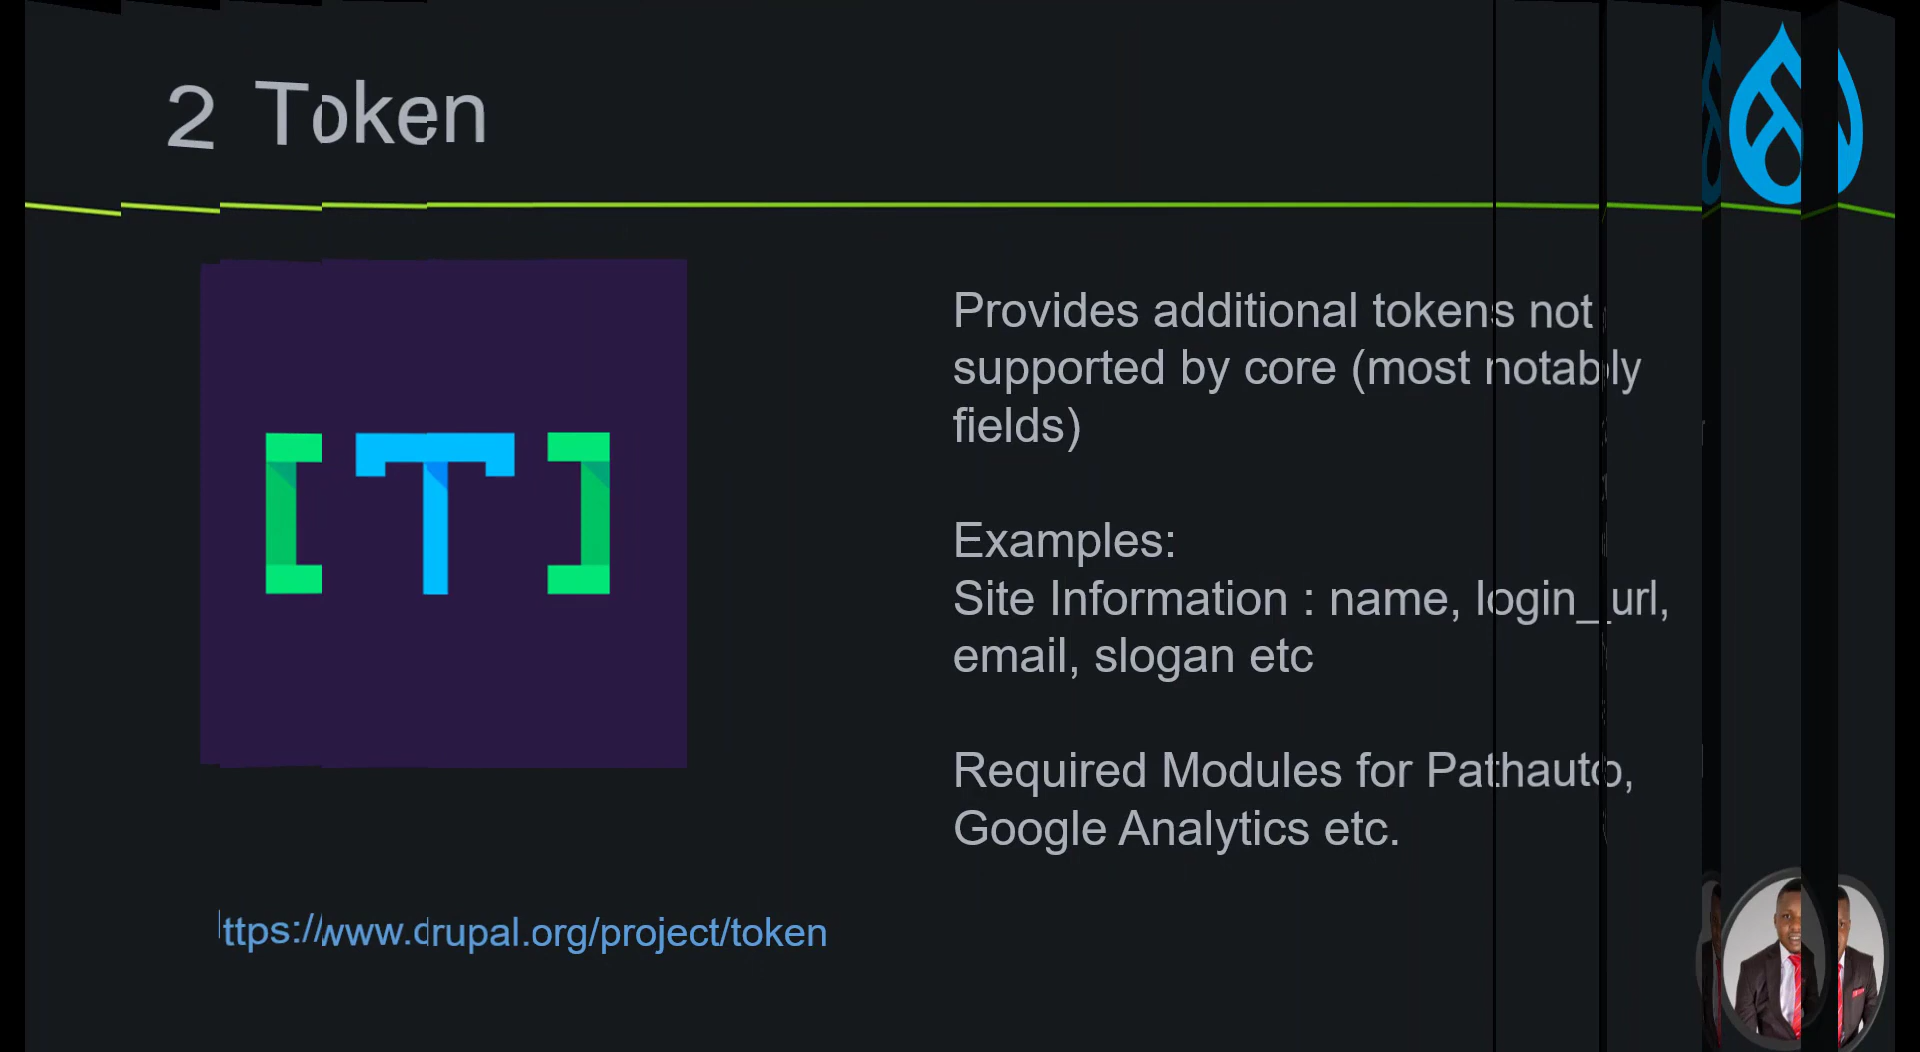 2 Token
[T]
Provides additional tokens not
supported by core (most notably
fields)
Examples:
Site Information : name, login_url,
email, slogan etc
Required Modules for Pathauto,
Google Analytics etc.
https://www.drupal.org/project/token